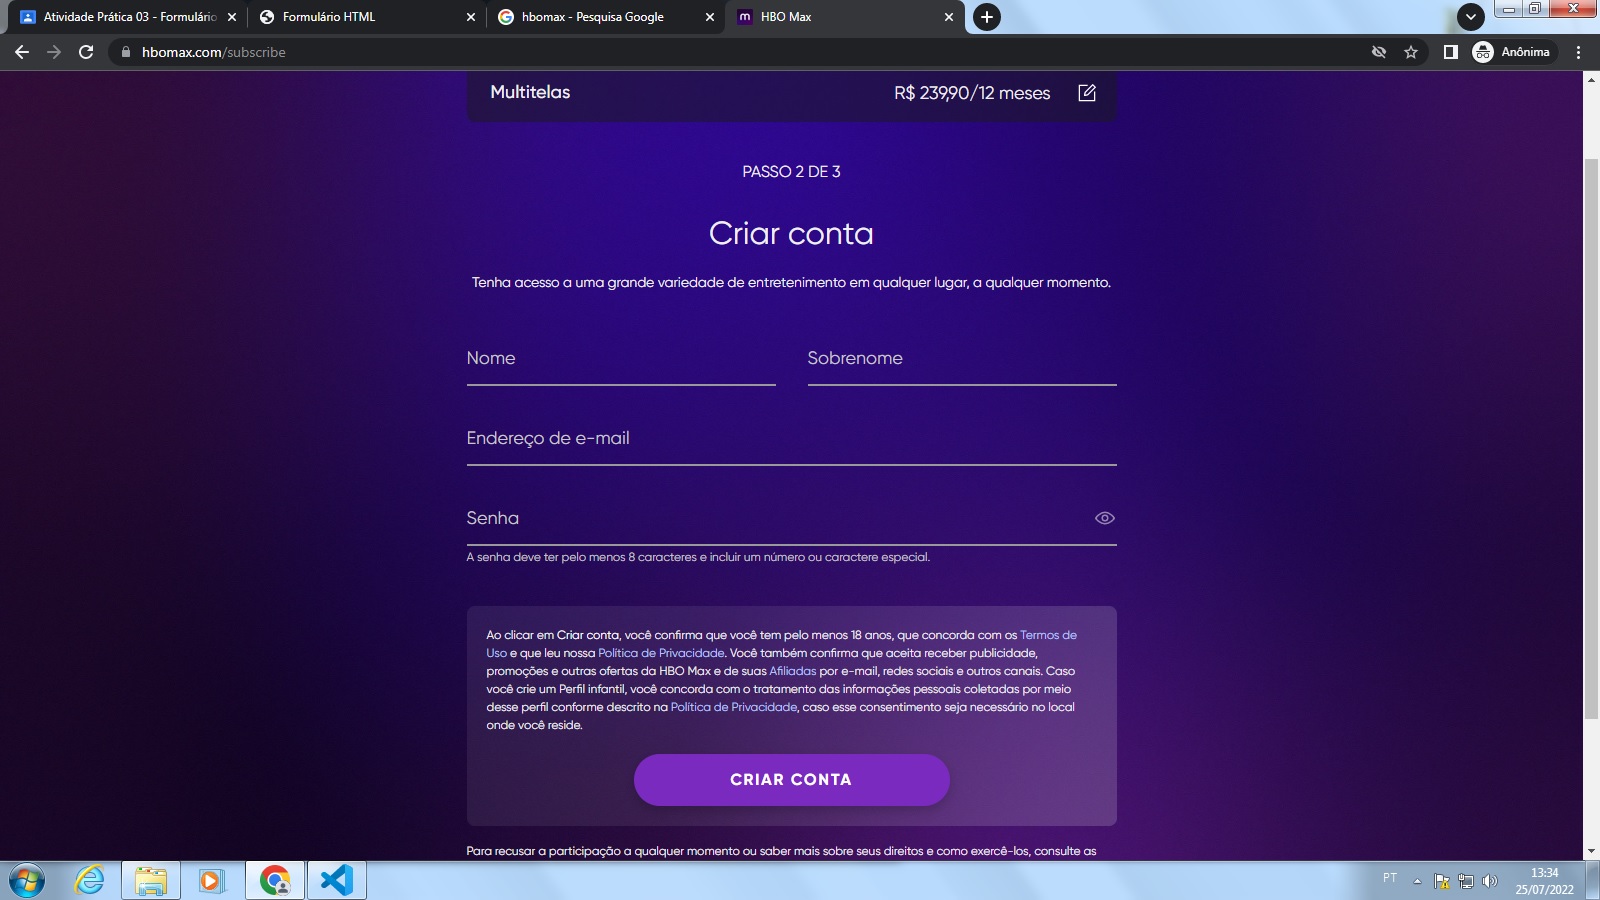 Atividade Prática 03 - Formulário
Formulário HTML
hbomax - Pesquisa Google
HBO Max
hbomax.com/subscribe
Anônima
Multitelas
R$ 239,90/12 meses
PASSO 2 DE 3
Criar conta
Tenha acesso a uma grande variedade de entretenimento em qualquer lugar, a qualquer momento.
Nome
Sobrenome
Endereço de e-mail
Senha
A senha deve ter pelo menos 8 caracteres e incluir um número ou caractere especial.
Ao clicar em Criar conta, você confirma que você tem pelo menos 18 anos, que concorda com os Termos de
Uso e que leu nossa Política de Privacidade. Você também confirma que aceita receber publicidade,
promoções e outras ofertas da HBO Max e de suas Afiliadas por e-mail, redes sociais e outros canais. Caso
você crie um Perfil infantil, você concorda com o tratamento das informações pessoais coletadas por meio
desse perfil conforme descrito na Política de Privacidade, caso esse consentimento seja necessário no local
onde você reside.
CRIAR CONTA
Para recusar a participação a qualquer momento ou saber mais sobre seus direitos e como exercê-los, consulte as
PT
13:34
25/07/2022